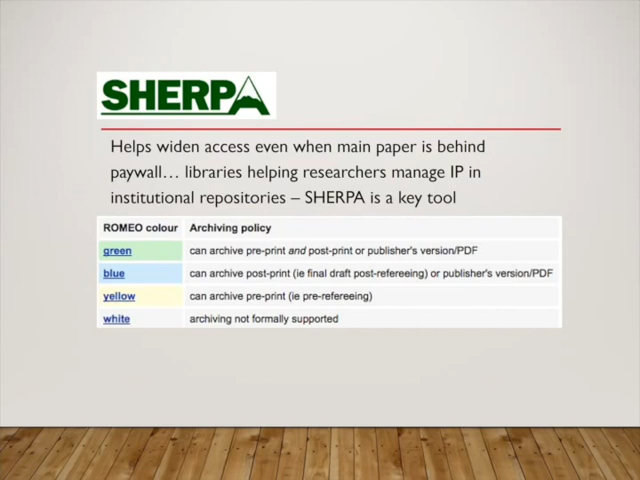 SHERPA
Helps widen access even when main paper is behind
paywall... libraries helping researchers manage IP in
institutional repositories – SHERPA is a key tool
ROMEO colour Archiving policy
green can archive pre-print and post-print or publisher's version/PDF
blue can archive post-print (ie final draft post-refereeing) or publisher's version/PDF
yellow can archive pre-print (ie pre-refereeing)
white archiving not formally supported